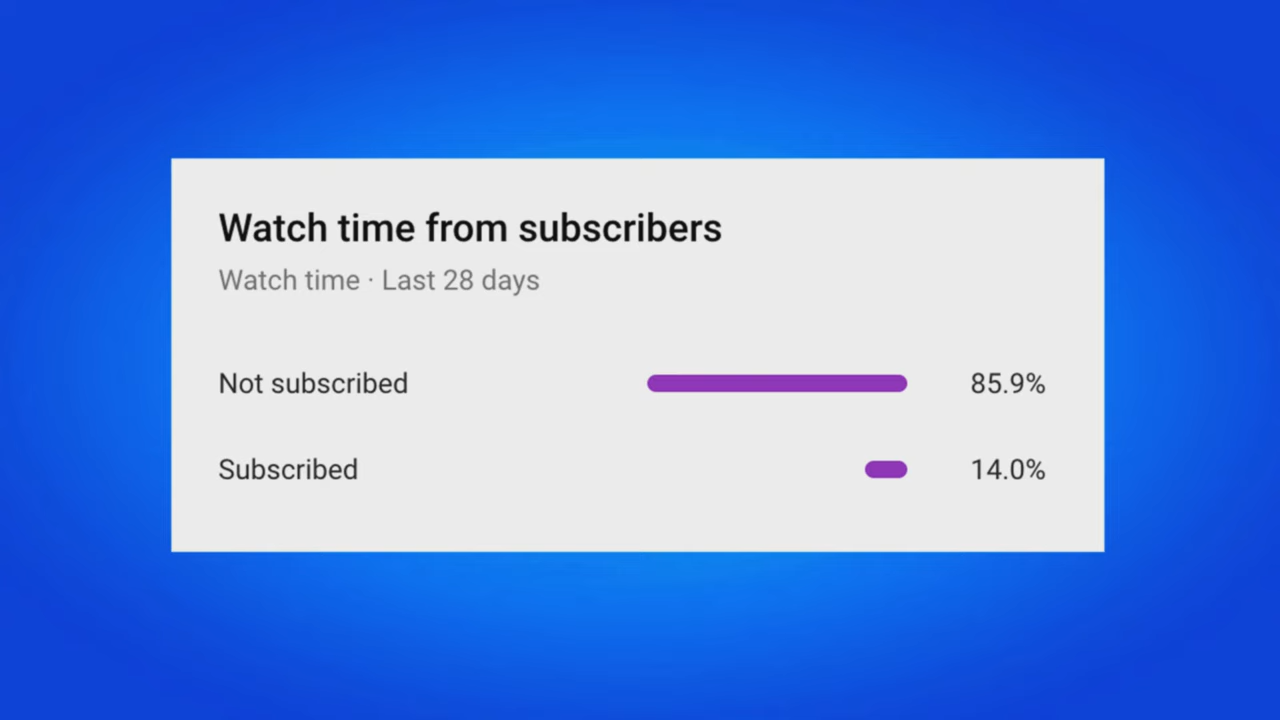 Watch time from subscribers
Watch time · Last 28 days
Not subscribed 85.9%
Subscribed 14.0%